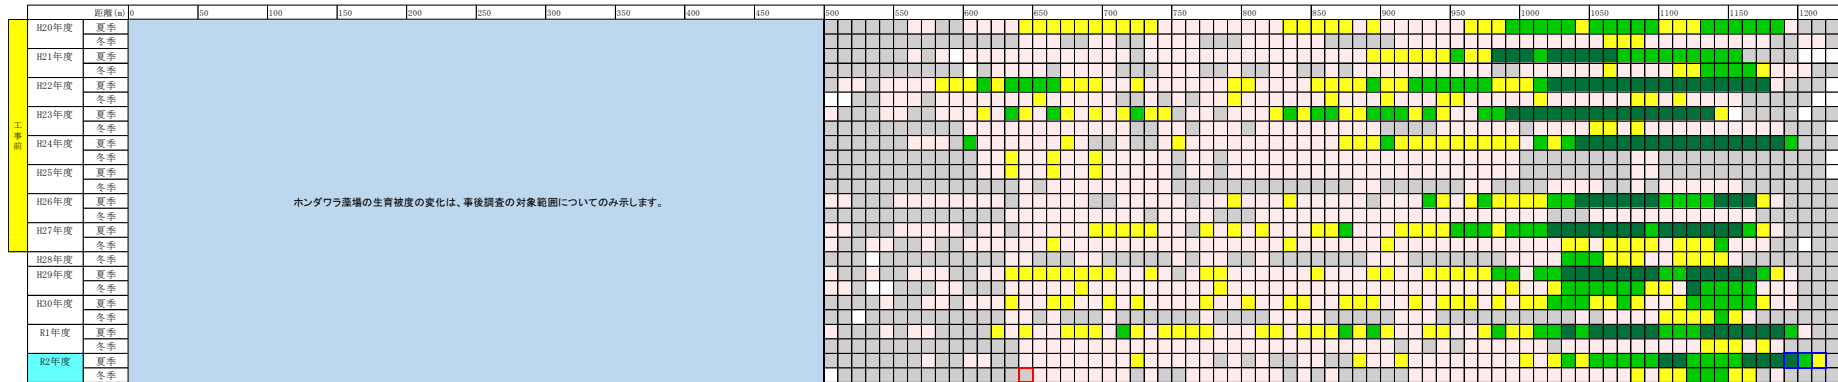 距離(m) 0 50 100 150 200 250 300 350 400 450 500 550 600 650 700 750 800 850 900 950 1000 1050 1100 1150 1200
工事前
H20年度 夏季
冬季
H21年度 夏季
冬季
H22年度 夏季
冬季
H23年度 夏季
冬季
H24年度 夏季
冬季
H25年度 夏季
冬季
H26年度 夏季
冬季
H27年度 夏季
冬季
H28年度 冬季
H29年度 夏季
冬季
H30年度 夏季
冬季
R1年度 夏季
冬季
R2年度 夏季
冬季
ホンダワラ藻場の生育被度の変化は、事後調査の対象範囲についてのみ示します。